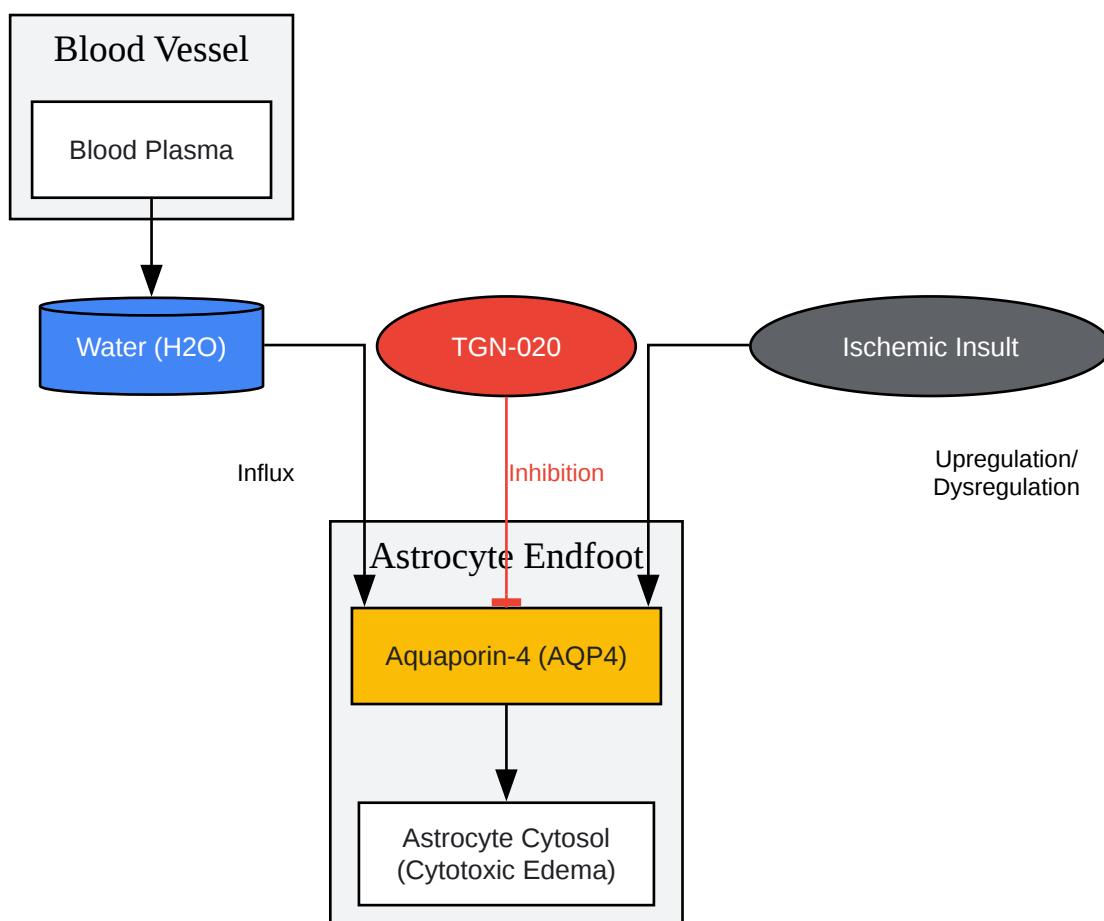 Blood Vessel
Blood Plasma
Water (H2O)
TGN-020
Ischemic Insult
Influx
Inhibition
Upregulation/
Dysregulation
Astrocyte Endfoot
Aquaporin-4 (AQP4)
Astrocyte Cytosol
(Cytotoxic Edema)